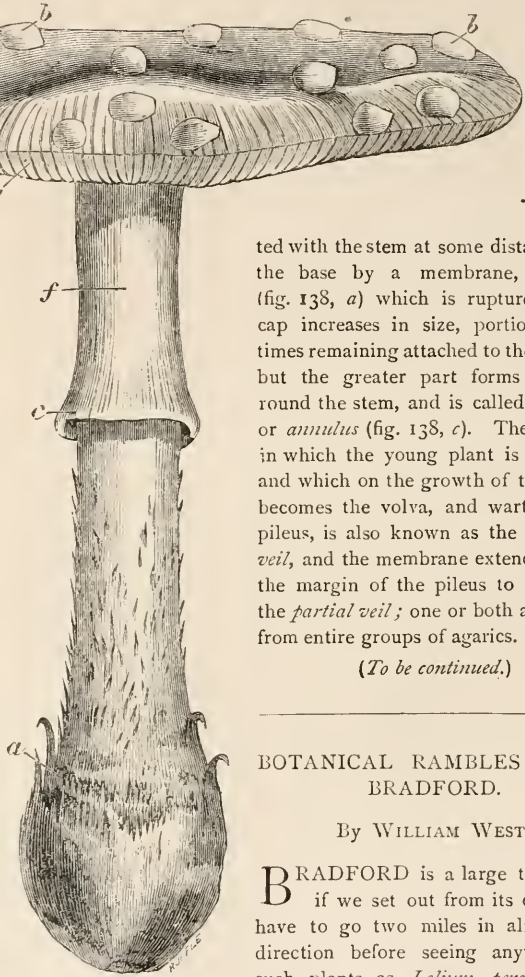 b
b
f
c
a
RUFFLE
ted with the stem at some dista
the base by a membrane,
(fig. 138, a) which is rupture
cap increases in size, portio
times remaining attached to the
but the greater part forms
round the stem, and is called
or annulus (fig. 138, c). The
in which the young plant is
and which on the growth of t
becomes the volva, and wart
pileus, is also known as the
veil, and the membrane extend
the margin of the pileus to
the partial veil; one or both a
from entire groups of agarics.
(To be continued.)
BOTANICAL RAMBLES
BRADFORD.
By WILLIAM WEST
BRADFORD is a large t
if we set out from its
have to go two miles in al
direction before seeing any
such plants as